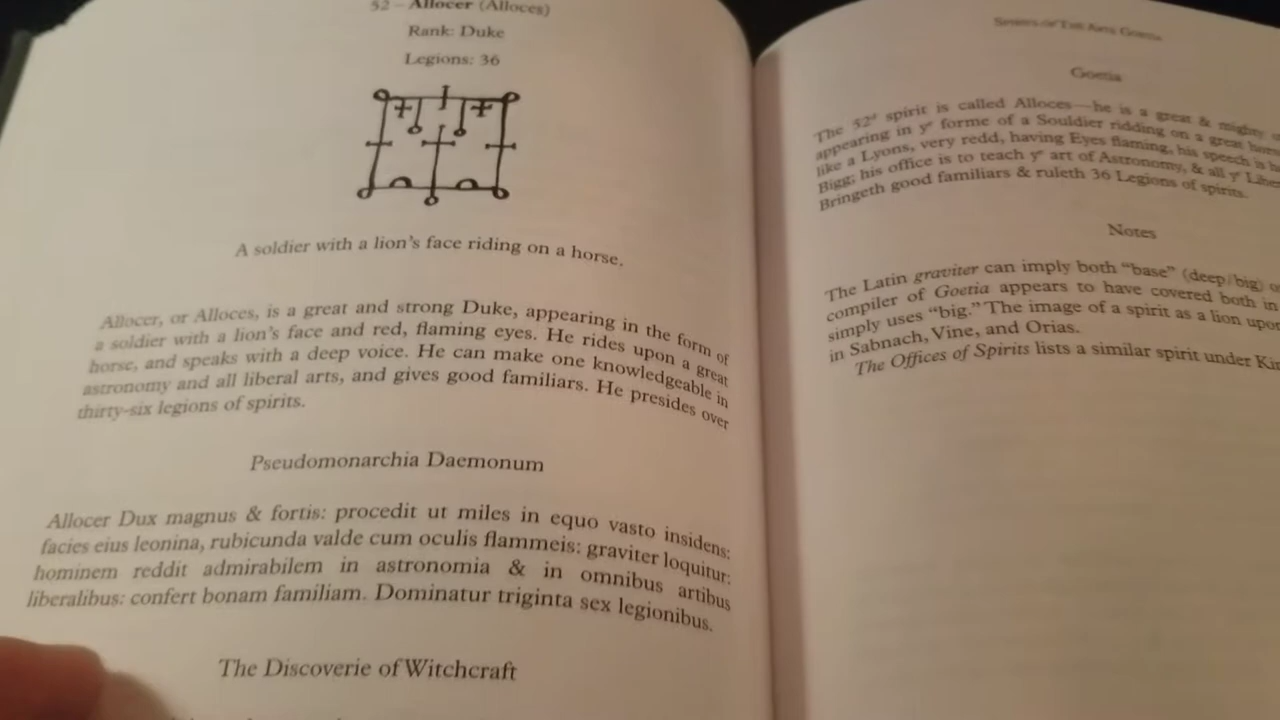 52 – Allocer (Alloces)
Rank: Duke
Legions: 36
A soldier with a lion's face riding on a horse.
Allocer, or Alloces, is a great and strong Duke, appearing in the form of
a soldier with a lion's face and red, flaming eyes. He rides upon a great
horse, and speaks with a deep voice. He can make one knowledgeable in
astronomy and all liberal arts, and gives good familiars. He presides over
thirty-six legions of spirits.
Pseudomonarchia Daemonum
Allocer Dux magnus & fortis: procedit ut miles in equo vasto insidens:
facies eius leonina, rubicunda valde cum oculis flammeis: graviter loquitur:
hominem reddit admirabilem in astronomia & in omnibus artibus
liberalibus: confert bonam familiam. Dominatur triginta sex legionibus.
The Discoverie of Witchcraft
Spirits of The Ars Goetia
Goetia
The 52ᵈ spirit is called Alloces—he is a great & mighty
appearing in yᵉ forme of a Souldier ridding on a great
like a Lyons, very redd, having Eyes flaming, his speech is
Bigg; his office is to teach yᵉ art of Astronomy, & all yᵉ
Bringeth good familiars & ruleth 36 Legions of spirits.
Notes
The Latin graviter can imply both "base" (deep/big)
compiler of Goetia appears to have covered both in
simply uses "big." The image of a spirit as a lion
in Sabnach, Vine, and Orias.
The Offices of Spirits lists a similar spirit under